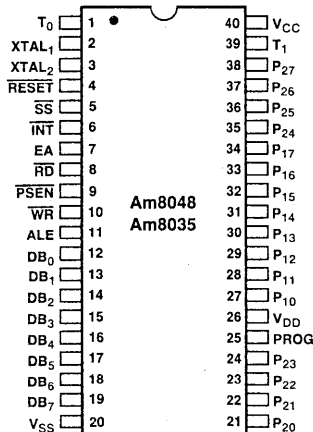 T0 1 40 VCC
XTAL1 2 39 T1
XTAL2 3 38 P27
RESET 4 37 P26
SS 5 36 P25
INT 6 35 P24
EA 7 34 P17
RD 8 33 P16
PSEN 9 32 P15
WR 10 31 P14
ALE 11 30 P13
Am8048
Am8035
DB0 12 29 P12
DB1 13 28 P11
DB2 14 27 P10
DB3 15 26 VDD
DB4 16 25 PROG
DB5 17 24 P23
DB6 18 23 P22
DB7 19 22 P21
VSS 20 21 P20